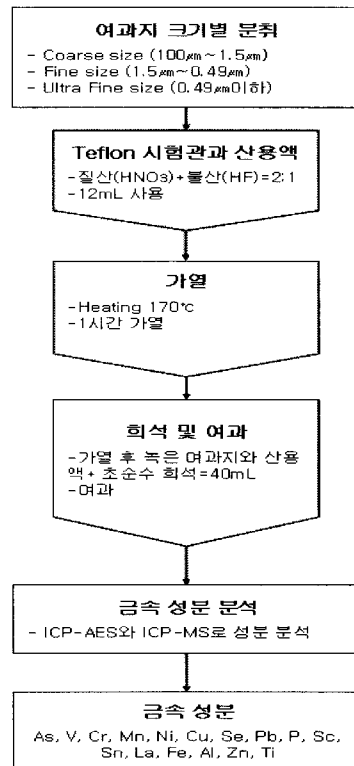 여과지 크기별 분취
- Coarse size (100㎛~1.5㎛)
- Fine size (1.5㎛~0.49㎛)
- Ultra Fine size (0.49㎛이하)
Teflon 시험관과 산용액
-질산(HNO₃)+불산(HF)=2:1
-12mL 사용
가열
-Heating 170℃
-1시간 가열
희석 및 여과
-가열 후 녹은 여과지와 산용
액+ 초순수 희석=40mL
-여과
금속 성분 분석
- ICP-AES와 ICP-MS로 성분 분석
금속 성분
As, V, Cr, Mn, Ni, Cu, Se, Pb, P, Sc,
Sn, La, Fe, Al, Zn, Ti